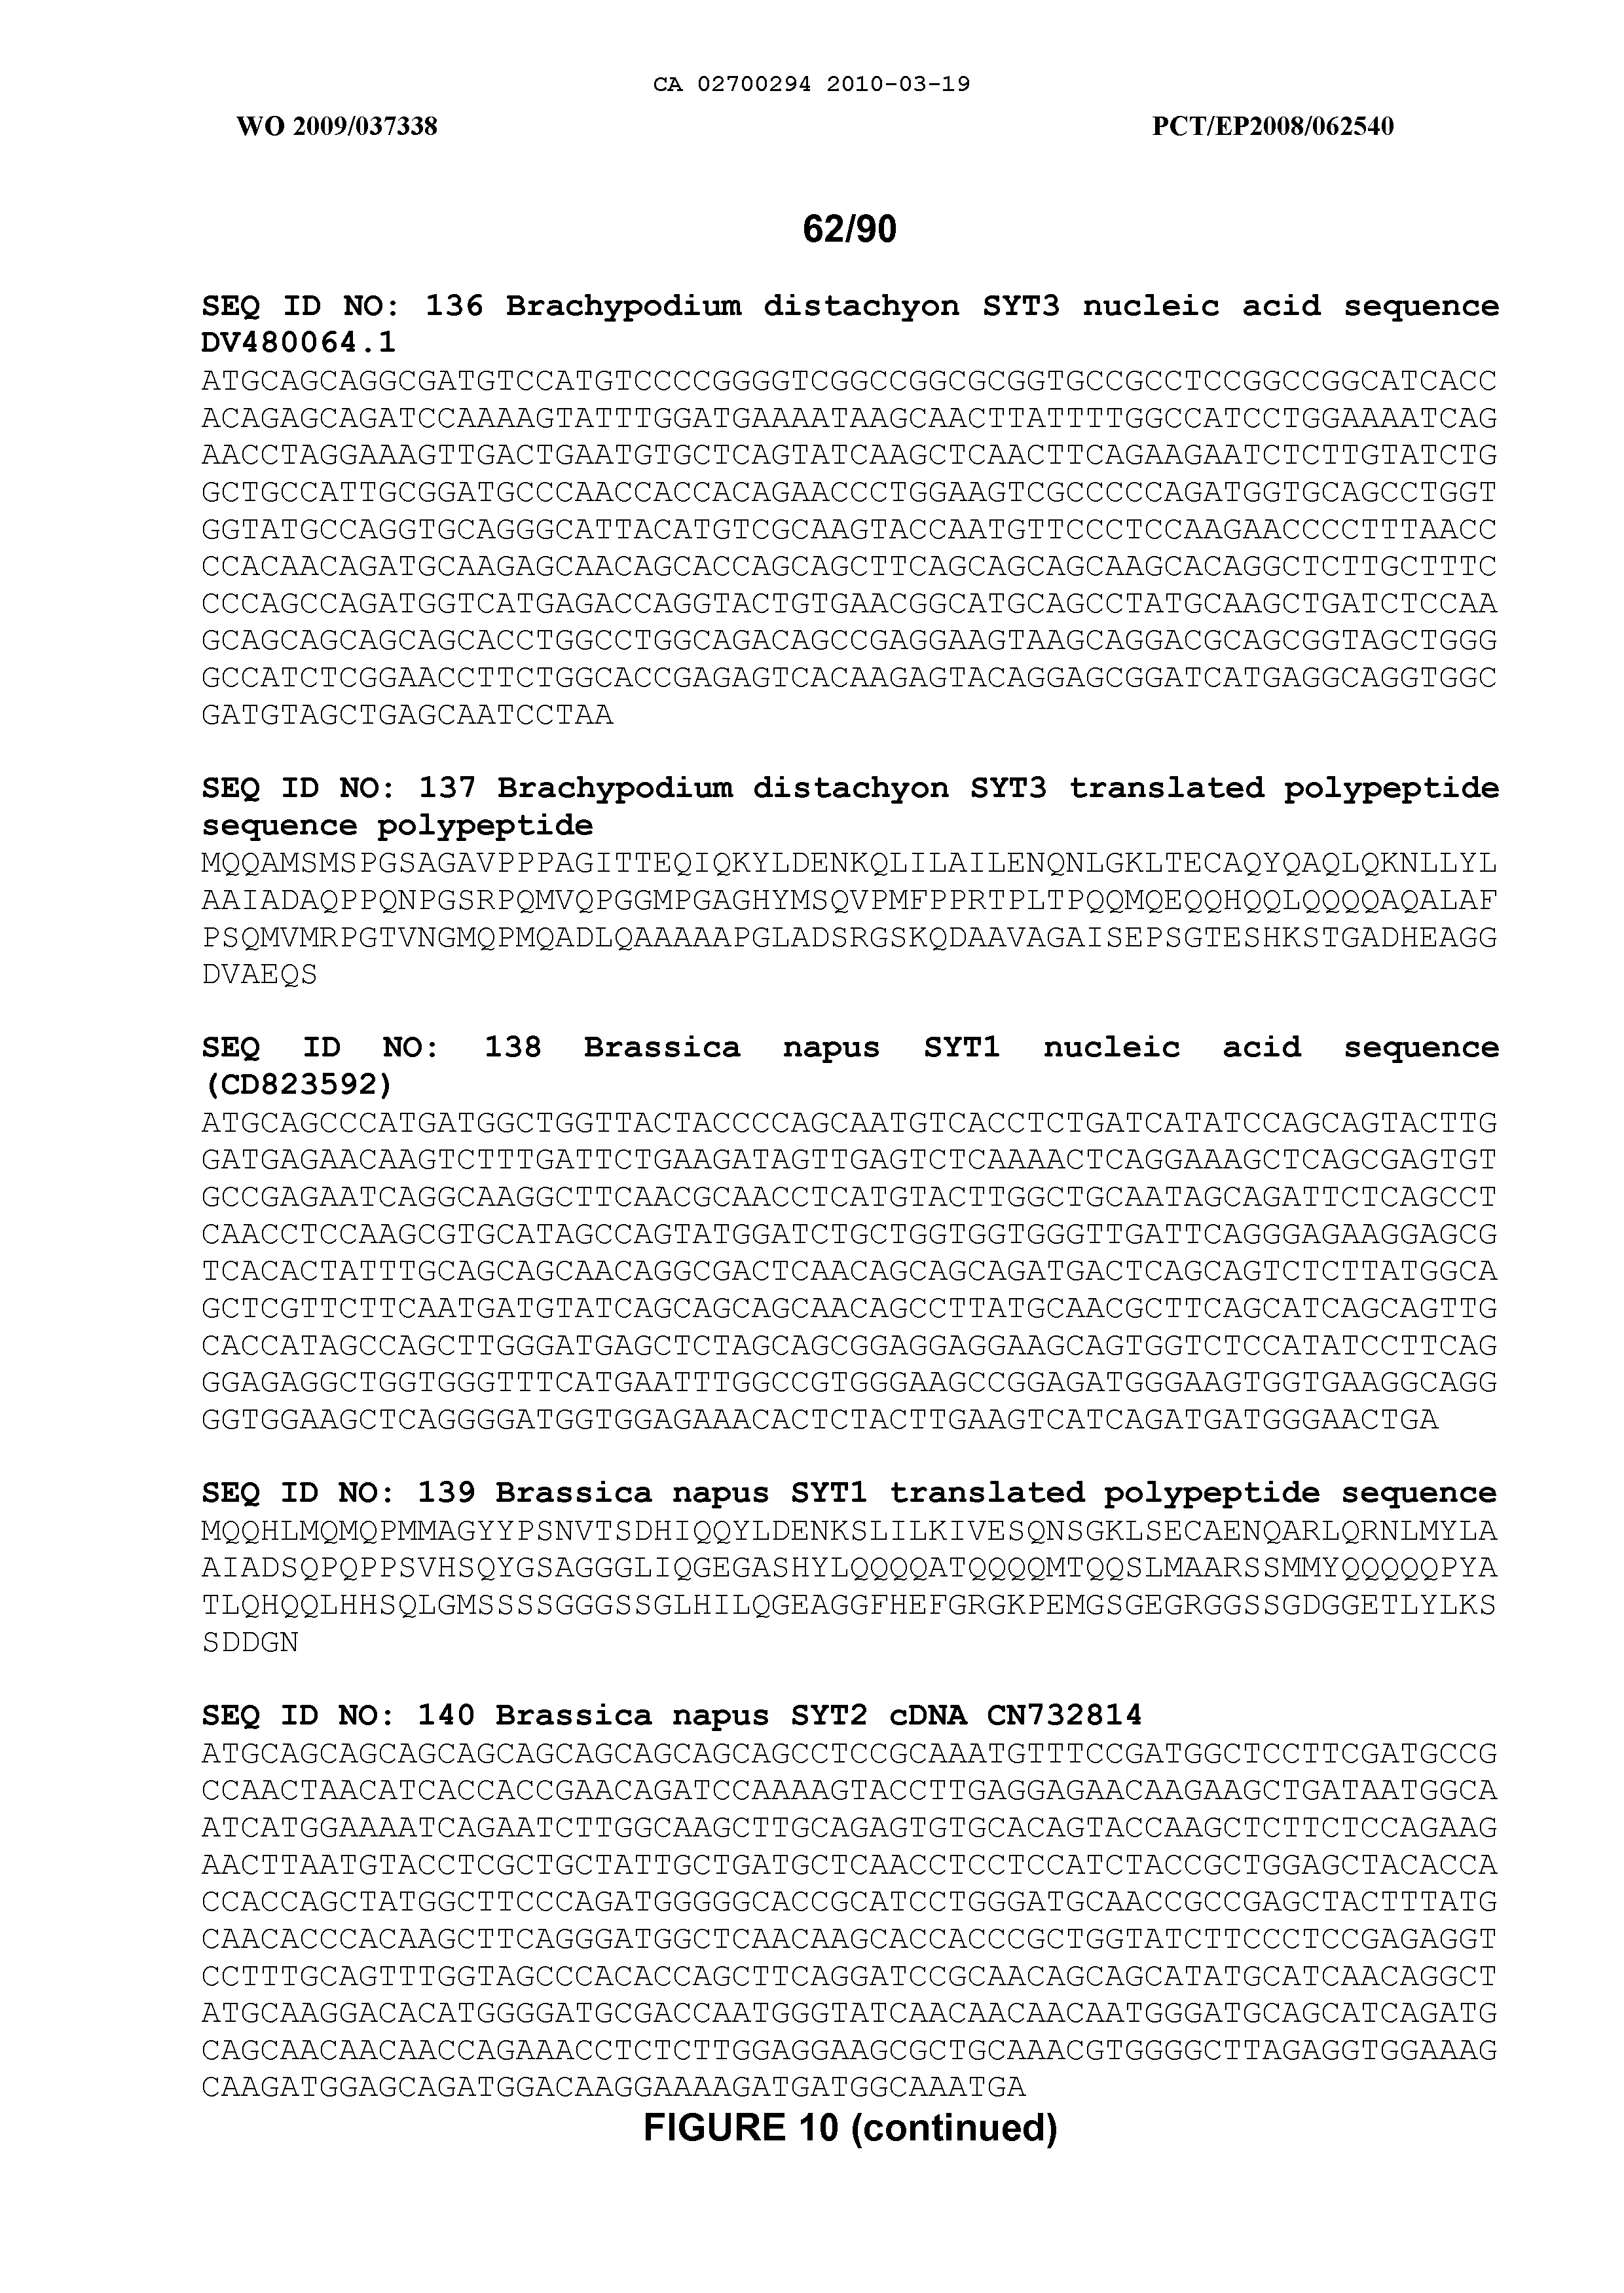 CA 02700294 2010-03-19
WO 2009/037338 PCT/EP2008/062540
62/90
SEQ ID NO: 136 Brachypodium distachyon SYT3 nucleic acid sequence
DV480064.1
ATGCAGCAGGCGATGTCCATGTCCCCGGGGTCGGCCGGCGCGGTGCCGCCTCCGGCCGGCATCACC
ACAGAGCAGATCCAAAAGTATTTGGATGAAAATAAGCAACTTATTTTGGCCATCCTGGAAAATCAG
AACCTAGGAAAGTTGACTGAATGTGCTCAGTATCAAGCTCAACTTCAGAAGAATCTCTTGTATCTG
GCTGCCATTGCGGATGCCCAACCACCACAGAACCCTGGAAGTCGCCCCCAGATGGTGCAGCCTGGT
GGTATGCCAGGTGCAGGGCATTACATGTCGCAAGTACCAATGTTCCCTCCAAGAACCCCTTTAACC
CCACAACAGATGCAAGAGCAACAGCACCAGCAGCTTCAGCAGCAGCAAGCACAGGCTCTTGCTTTC
CCCAGCCAGATGGTCATGAGACCAGGTACTGTGAACGGCATGCAGCCTATGCAAGCTGATCTCCAA
GCAGCAGCAGCAGCACCTGGCCTGGCAGACAGCCGAGGAAGTAAGCAGGACGCAGCGGTAGCTGGG
GCCATCTCGGAACCTTCTGGCACCGAGAGTCACAAGAGTACAGGAGCGGATCATGAGGCAGGTGGC
GATGTAGCTGAGCAATCCTAA
SEQ ID NO: 137 Brachypodium distachyon SYT3 translated polypeptide
sequence polypeptide
MQQAMSMSPGSAGAVPPPAGITTEQIQKYLDENKQLILAILENQNLGKLTECAQYQAQLQKNLLYL
AAIADAQPPQNPGSRPQMVQPGGMPGAGHYMSQVPMFPPRTPLTPQQMQEQQHQQLQQQQAQALAF
PSQMVMRPGTVNGMQPMQADLQAAAAAPGLADSRGSKQDAAVAGAISEPSGTESHKSTGADHEAGG
DVAEQS
SEQ ID NO: 138 Brassica napus SYT1 nucleic acid sequence
(CD823592)
ATGCAGCCCATGATGGCTGGTTACTACCCCAGCAATGTCACCTCTGATCATATCCAGCAGTACTTG
GATGAGAACAAGTCTTTGATTCTGAAGATAGTTGAGTCTCAAAACTCAGGAAAGCTCAGCGAGTGT
GCCGAGAATCAGGCAAGGCTTCAACGCAACCTCATGTACTTGGCTGCAATAGCAGATTCTCAGCCT
CAACCTCCAAGCGTGCATAGCCAGTATGGATCTGCTGGTGGTGGGTTGATTCAGGGAGAAGGAGCG
TCACACTATTTGCAGCAGCAACAGGCGACTCAACAGCAGCAGATGACTCAGCAGTCTCTTATGGCA
GCTCGTTCTTCAATGATGTATCAGCAGCAGCAACAGCCTTATGCAACGCTTCAGCATCAGCAGTTG
CACCATAGCCAGCTTGGGATGAGCTCTAGCAGCGGAGGAGGAAGCAGTGGTCTCCATATCCTTCAG
GGAGAGGCTGGTGGGTTTCATGAATTTGGCCGTGGGAAGCCGGAGATGGGAAGTGGTGAAGGCAGG
GGTGGAAGCTCAGGGGATGGTGGAGAAACACTCTACTTGAAGTCATCAGATGATGGGAACTGA
SEQ ID NO: 139 Brassica napus SYT1 translated polypeptide sequence
MQQHLMQMQPMMAGYYPSNVTSDHIQQYLDENKSLILKIVESQNSGKLSECAENQARLQRNLMYLA
AIADSQPQPPSVHSQYGSAGGGLIQGEGASHYLQQQQATQQQQMTQQSLMAARSSMMYQQQQQPYA
TLQHQQLHHSQLGMSSSSGGGSSGLHILQGEAGGFHEFGRGKPEMGSGEGRGGSSGDGGETLYLKS
SDDGN
SEQ ID NO: 140 Brassica napus SYT2 cDNA CN732814
ATGCAGCAGCAGCAGCAGCAGCAGCAGCAGCCTCCGCAAATGTTTCCGATGGCTCCTTCGATGCCG
CCAACTAACATCACCACCGAACAGATCCAAAAGTACCTTGAGGAGAACAAGAAGCTGATAATGGCA
ATCATGGAAAATCAGAATCTTGGCAAGCTTGCAGAGTGTGCACAGTACCAAGCTCTTCTCCAGAAG
AACTTAATGTACCTCGCTGCTATTGCTGATGCTCAACCTCCTCCATCTACCGCTGGAGCTACACCA
CCACCAGCTATGGCTTCCCAGATGGGGGCACCGCATCCTGGGATGCAACCGCCGAGCTACTTTATG
CAACACCCACAAGCTTCAGGGATGGCTCAACAAGCACCACCCGCTGGTATCTTCCCTCCGAGAGGT
CCTTTGCAGTTTGGTAGCCCACACCAGCTTCAGGATCCGCAACAGCAGCATATGCATCAACAGGCT
ATGCAAGGACACATGGGGATGCGACCAATGGGTATCAACAACAACAATGGGATGCAGCATCAGATG
CAGCAACAACAACCAGAAACCTCTCTTGGAGGAAGCGCTGCAAACGTGGGGCTTAGAGGTGGAAAG
CAAGATGGAGCAGATGGACAAGGAAAAGATGATGGCAAATGA
FIGURE 10 (continued)